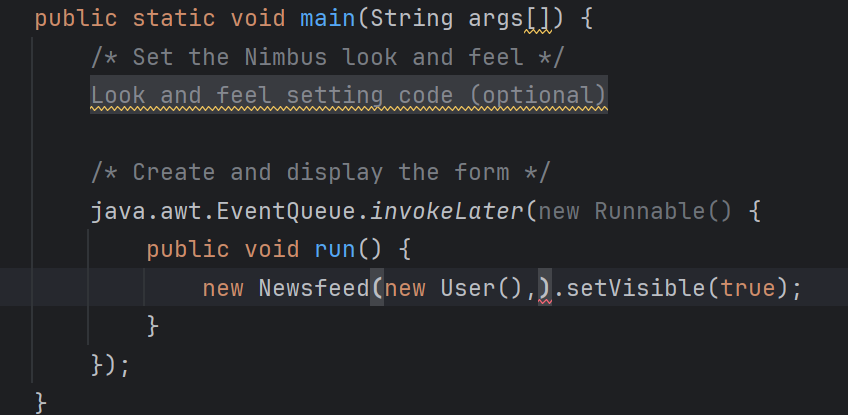 public static void main(String args[]) {
/* Set the Nimbus look and feel */
Look and feel setting code (optional)
/* Create and display the form */
java.awt.EventQueue.invokeLater(new Runnable() {
public void run() {
new Newsfeed(new User(),).setVisible(true);
}
});
}